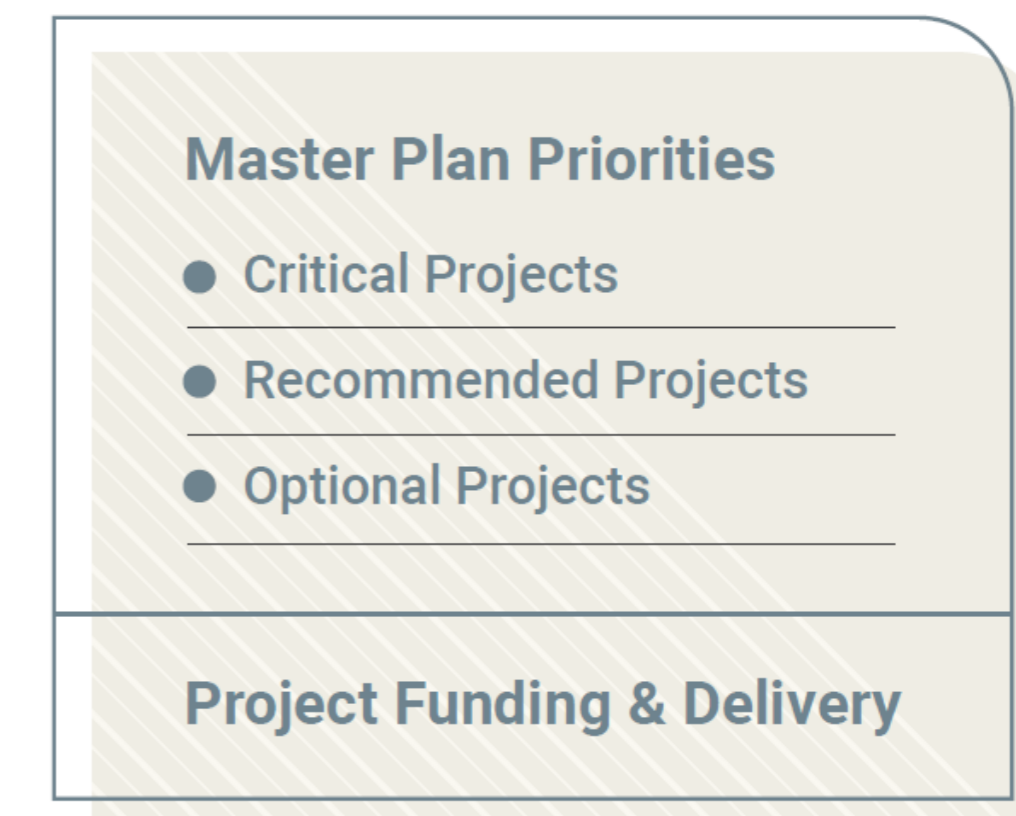 Master Plan Priorities
Critical Projects
Recommended Projects
Optional Projects
Project Funding & Delivery